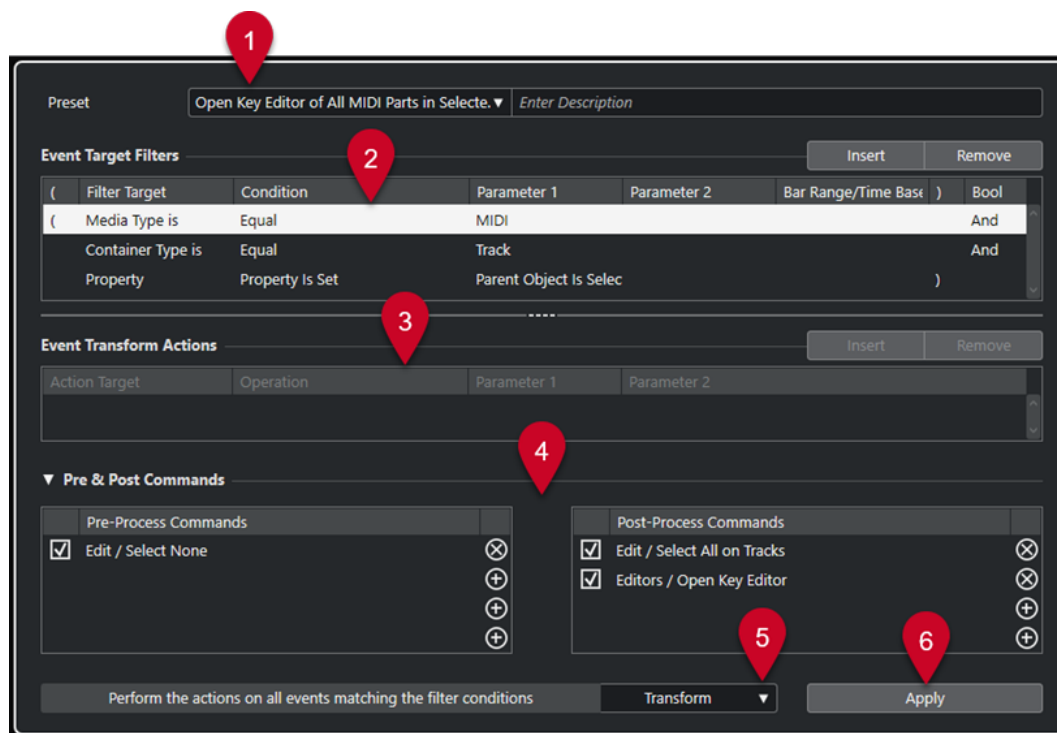 1
Preset Open Key Editor of All MIDI Parts in Selecte. ▼ Enter Description
Event Target Filters 2 Insert Remove
( Filter Target Condition Parameter 1 Parameter 2 Bar Range/Time Base ) Bool
( Media Type is Equal MIDI And
Container Type is Equal Track And
Property Property Is Set Parent Object Is Selec )
3
Event Transform Actions Insert Remove
Action Target Operation Parameter 1 Parameter 2
4
▼ Pre & Post Commands
Pre-Process Commands Post-Process Commands
Edit / Select None Edit / Select All on Tracks
Editors / Open Key Editor
5 6
Perform the actions on all events matching the filter conditions Transform ▼ Apply